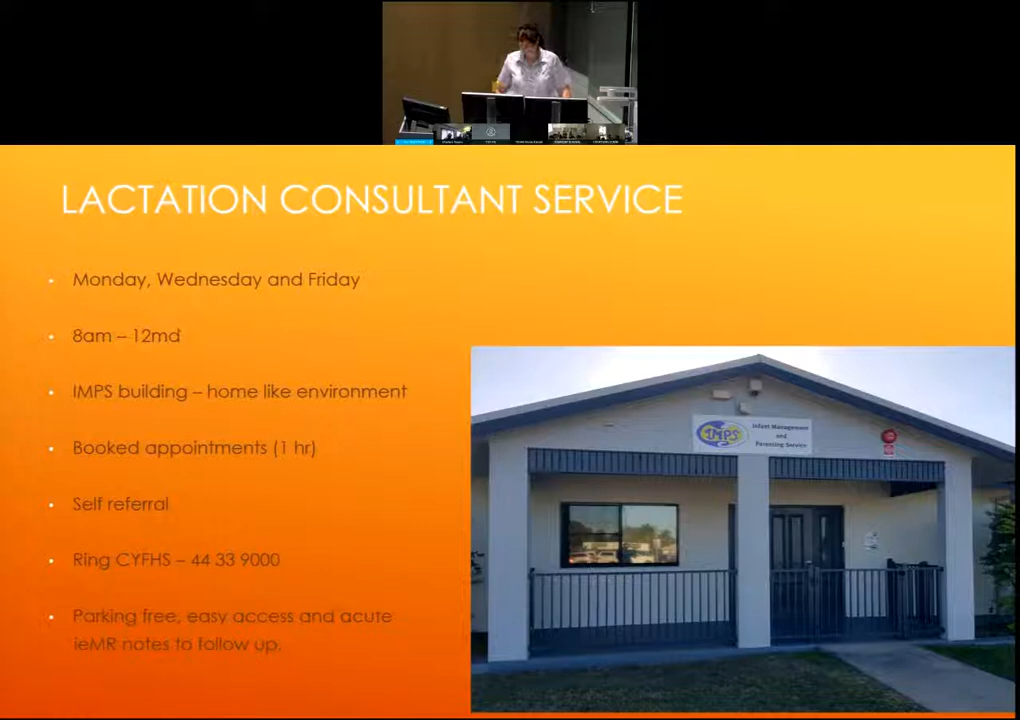 LACTATION CONSULTANT SERVICE
Monday, Wednesday and Friday
8am – 12md
IMPS building – home like environment
Booked appointments (1 hr)
Self referral
Ring CYFHS – 44 33 9000
Parking free, easy access and acute
ieMR notes to follow up.
IMPS
Infant Management
and
Parenting Service